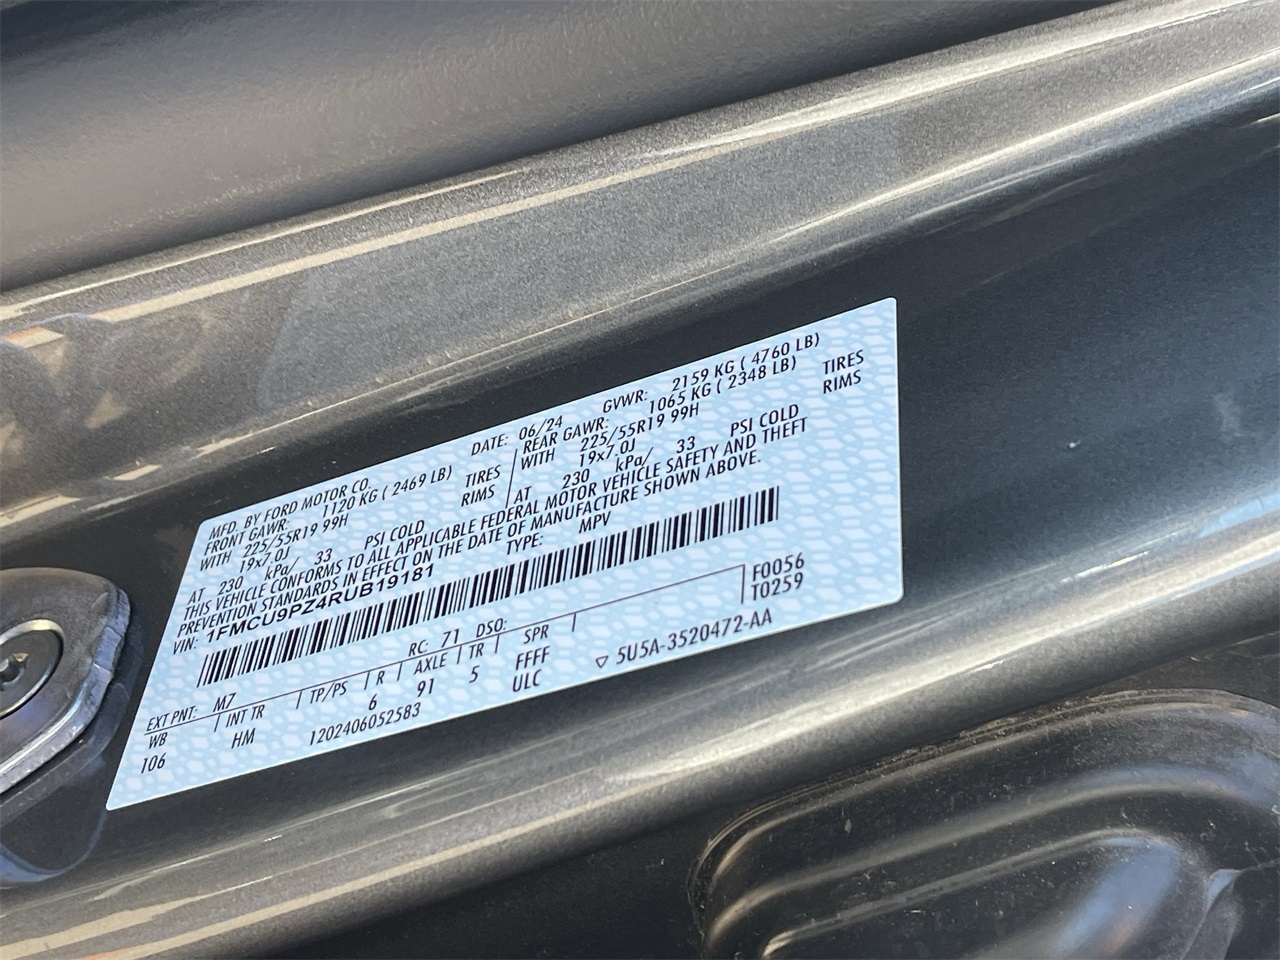 MFD. BY FORD MOTOR CO.
DATE: 06/24 GVWR: 2159 KG ( 4760 LB)
FRONT GAWR: 1120 KG ( 2469 LB) REAR GAWR: 1065 KG ( 2348 LB)
WITH 225/55R19 99H TIRES WITH 225/55R19 99H TIRES
19x7.0J RIMS 19x7.0J RIMS
AT 230 kPa/ 33 PSI COLD AT 230 kPa/ 33 PSI COLD
THIS VEHICLE CONFORMS TO ALL APPLICABLE FEDERAL MOTOR VEHICLE SAFETY AND THEFT
PREVENTION STANDARDS IN EFFECT ON THE DATE OF MANUFACTURE SHOWN ABOVE.
VIN: 1FMCU9PZ4RUB19181 TYPE: MPV
F0056
T0259
EXT PNT: M7 RC: 71 DSO:
WB INT TR TP/PS R AXLE TR SPR
106 HM 6 91 5 FFFF
1202406052583 ULC
▽ 5U5A-3520472-AA